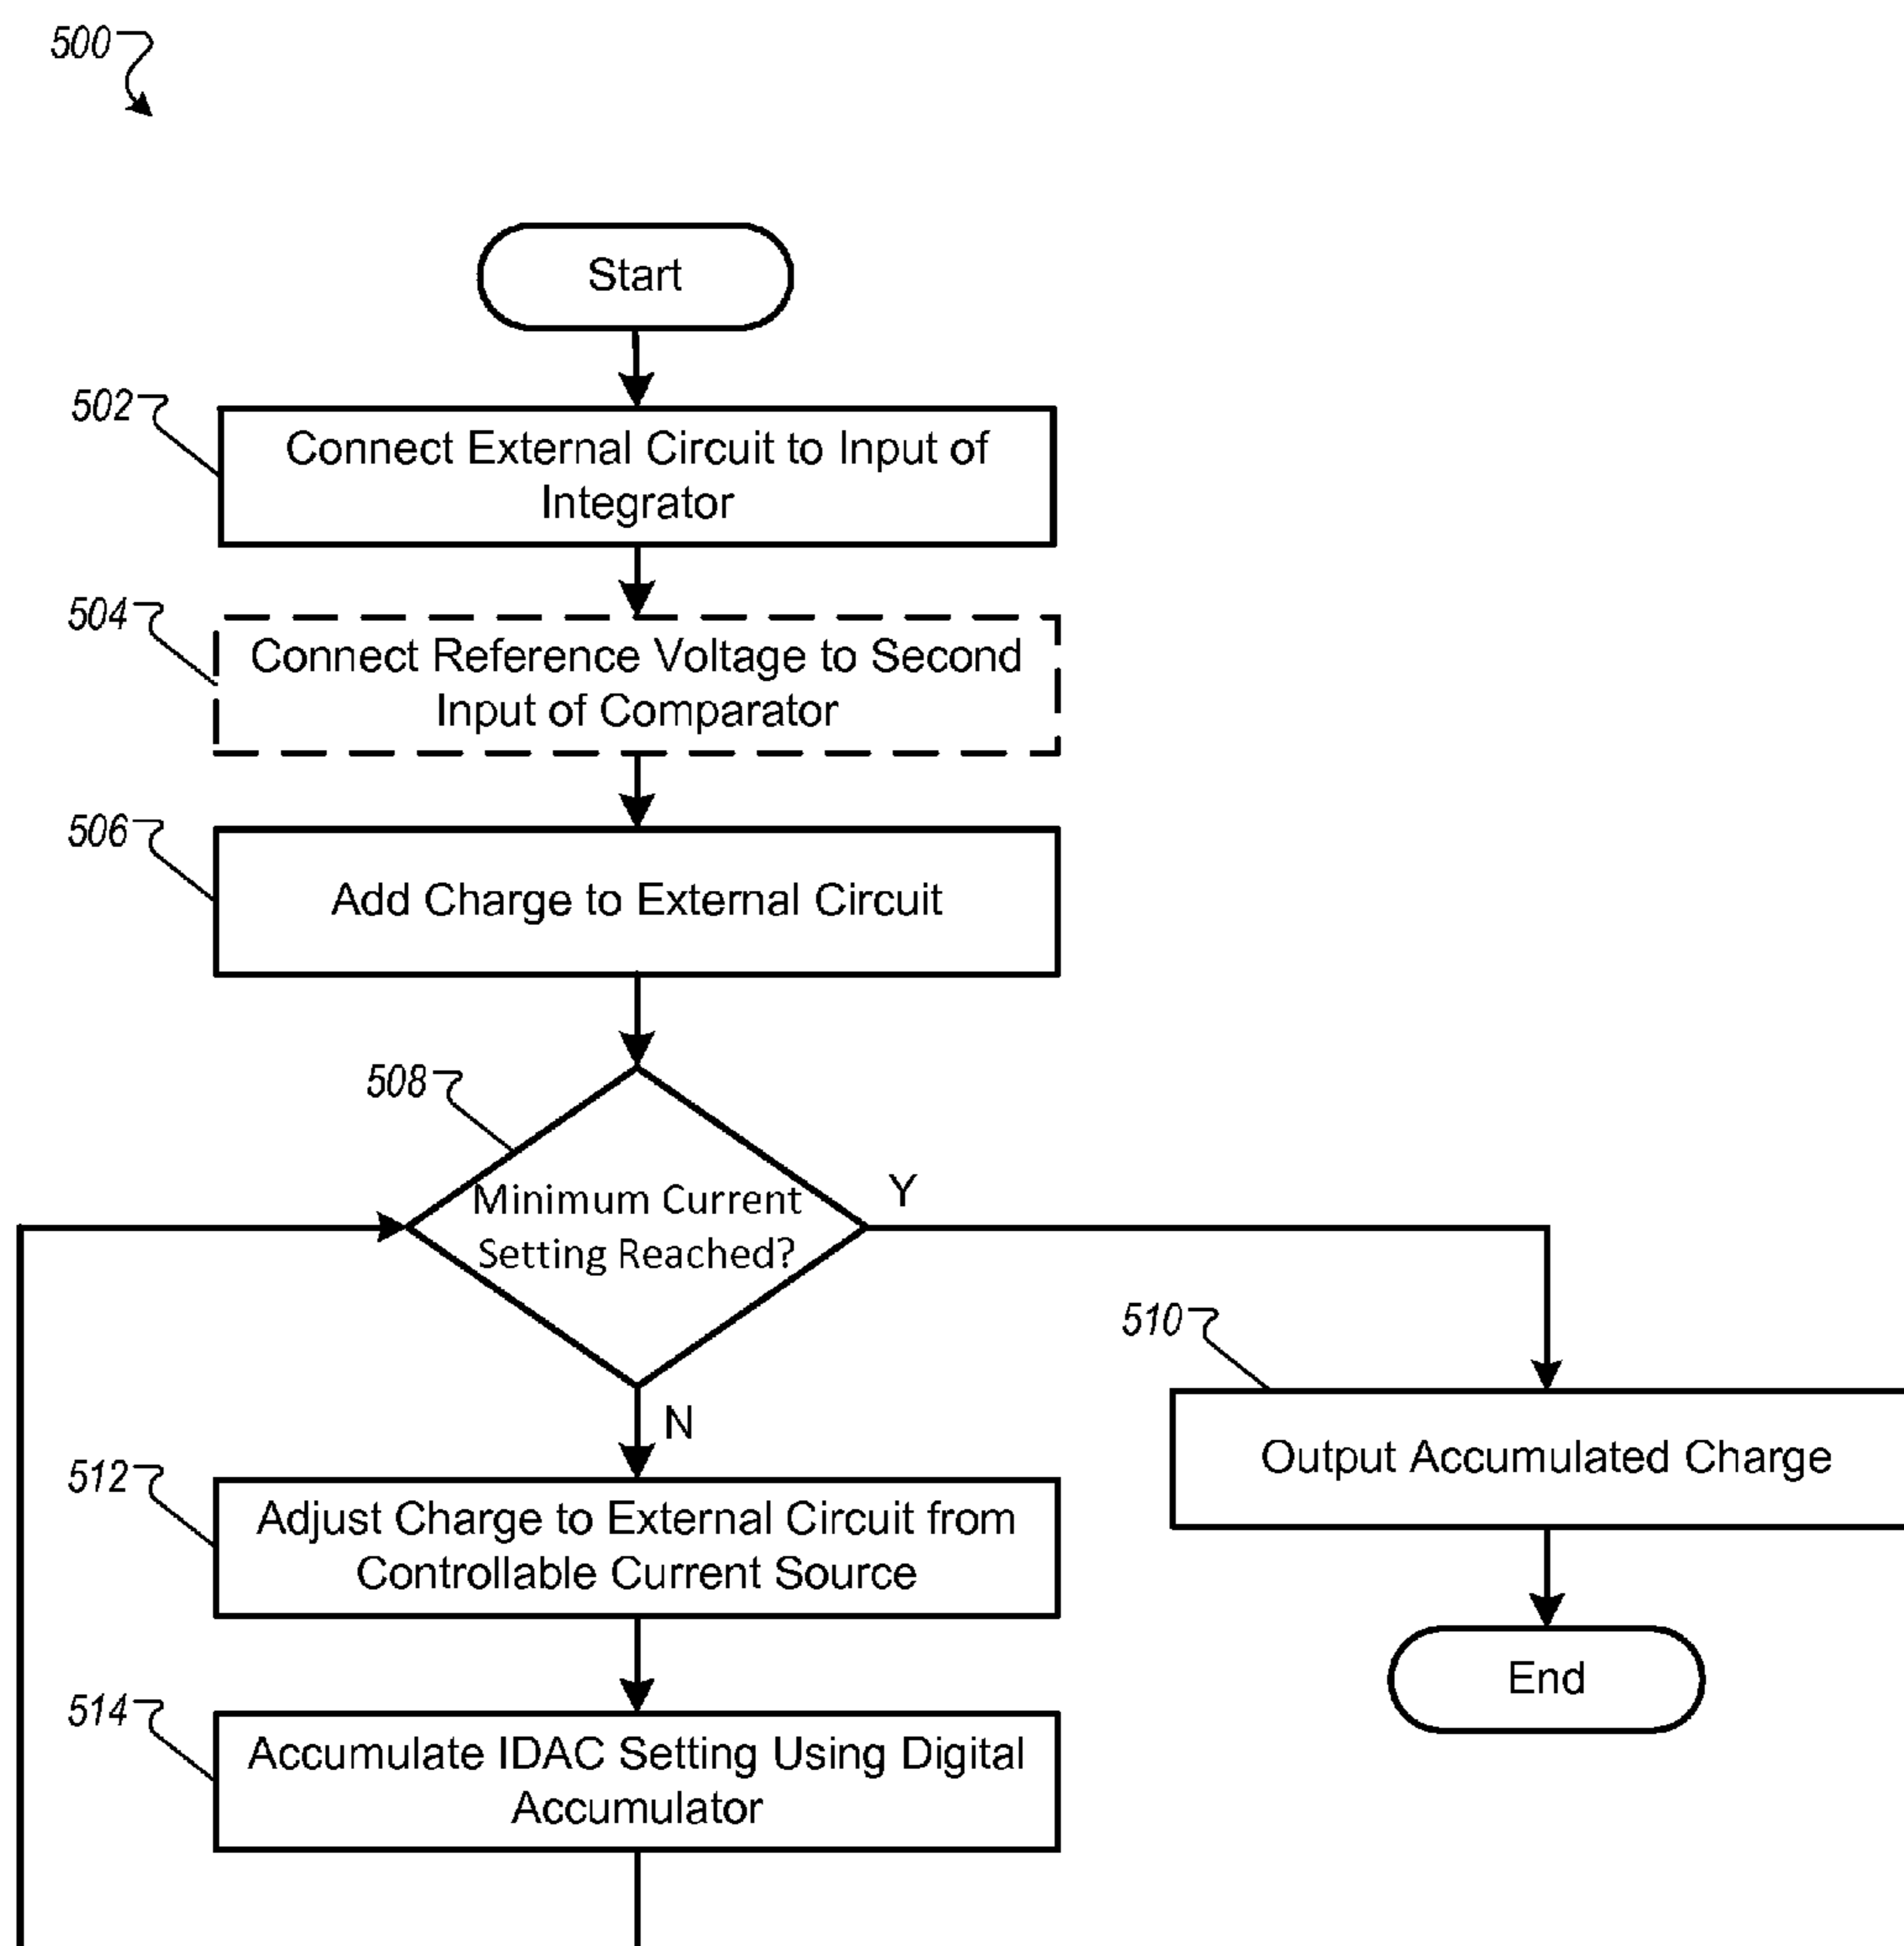 500
Start
502
Connect External Circuit to Input of
Integrator
504
Connect Reference Voltage to Second
Input of Comparator
506
Add Charge to External Circuit
508
Minimum Current
Setting Reached?
Y
N
510
Output Accumulated Charge
512
Adjust Charge to External Circuit from
Controllable Current Source
End
514
Accumulate IDAC Setting Using Digital
Accumulator